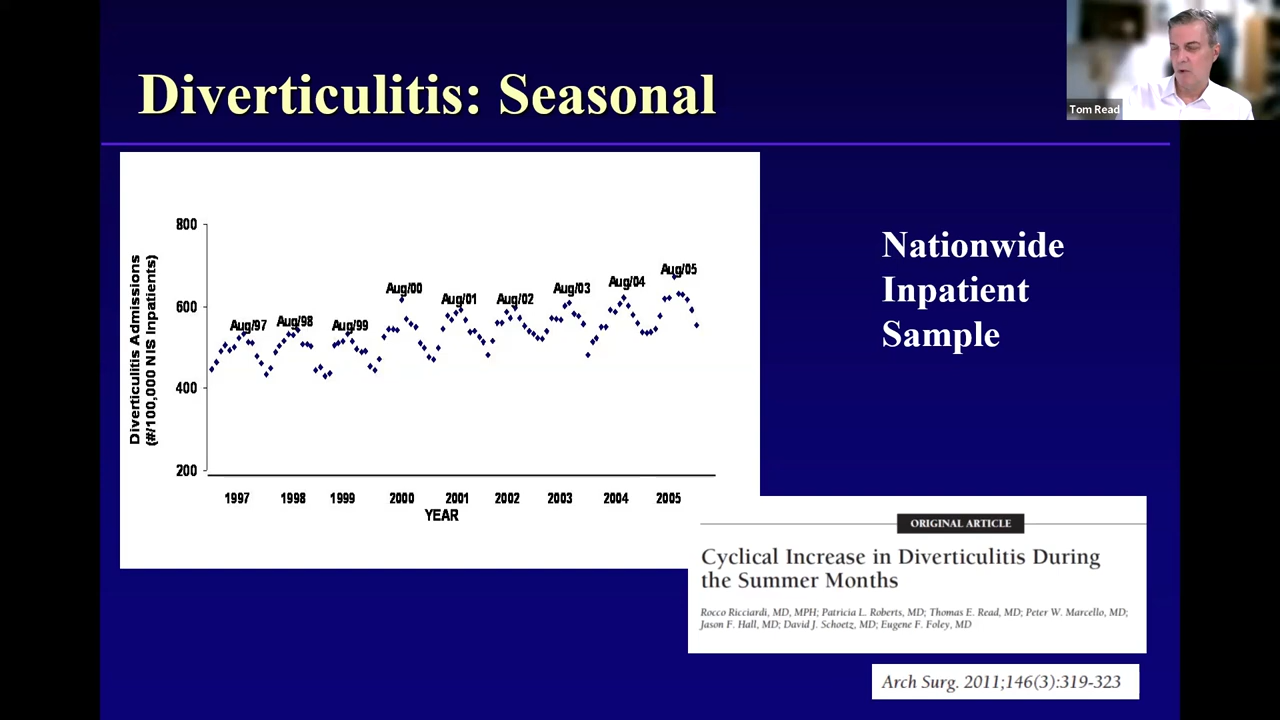 Diverticulitis: Seasonal
Tom Read
Diverticulitis Admissions
(#/100,000 NIS Inpatients)
800
600
400
200
Aug/97
Aug/98
Aug/99
Aug/00
Aug/01
Aug/02
Aug/03
Aug/04
Aug/05
1997 1998 1999 2000 2001 2002 2003 2004 2005
YEAR
Nationwide
Inpatient
Sample
ORIGINAL ARTICLE
Cyclical Increase in Diverticulitis During
the Summer Months
Rocco Ricciardi, MD, MPH; Patricia L. Roberts, MD; Thomas E. Read, MD; Peter W. Marcello, MD;
Jason F. Hall, MD; David J. Schoetz, MD; Eugene F. Foley, MD
Arch Surg. 2011;146(3):319-323